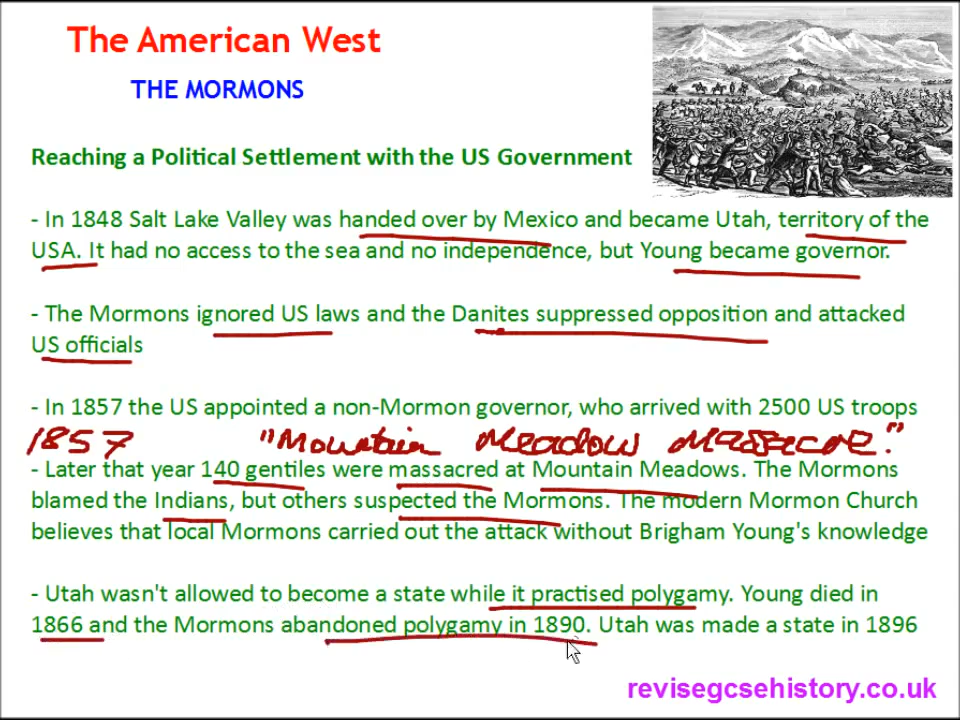 The American West
THE MORMONS
Reaching a Political Settlement with the US Government
- In 1848 Salt Lake Valley was handed over by Mexico and became Utah, territory of the
USA. It had no access to the sea and no independence, but Young became governor.
- The Mormons ignored US laws and the Danites suppressed opposition and attacked
US officials
- In 1857 the US appointed a non-Mormon governor, who arrived with 2500 US troops
1857 "Mountain Meadow Massacre."
- Later that year 140 gentiles were massacred at Mountain Meadows. The Mormons
blamed the Indians, but others suspected the Mormons. The modern Mormon Church
believes that local Mormons carried out the attack without Brigham Young's knowledge
- Utah wasn't allowed to become a state while it practised polygamy. Young died in
1866 and the Mormons abandoned polygamy in 1890. Utah was made a state in 1896
revisegcsehistory.co.uk